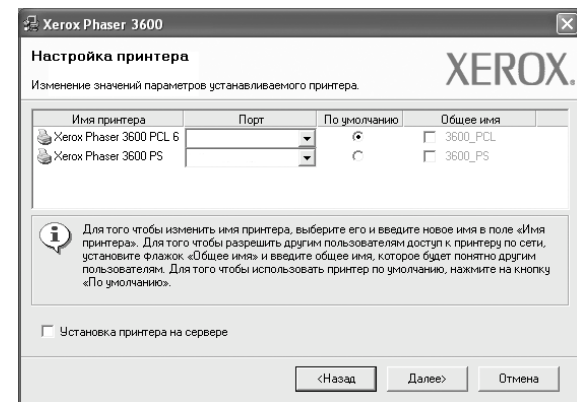 Xerox Phaser 3600
Настройка принтера
Изменение значений параметров устанавливаемого принтера.
XEROX.
Имя принтера Порт По умолчанию Общее имя
Xerox Phaser 3600 PCL 6 3600_PCL
Xerox Phaser 3600 PS 3600_PS
Для того чтобы изменить имя принтера, выберите его и введите новое имя в поле «Имя
принтера». Для того чтобы разрешить другим пользователям доступ к принтеру по сети,
установите флажок «Общее имя» и введите общее имя, которое будет понятно другим
пользователям. Для того чтобы использовать принтер по умолчанию, нажмите на кнопку
«По умолчанию».
Установка принтера на сервере
<Назад Далее> Отмена